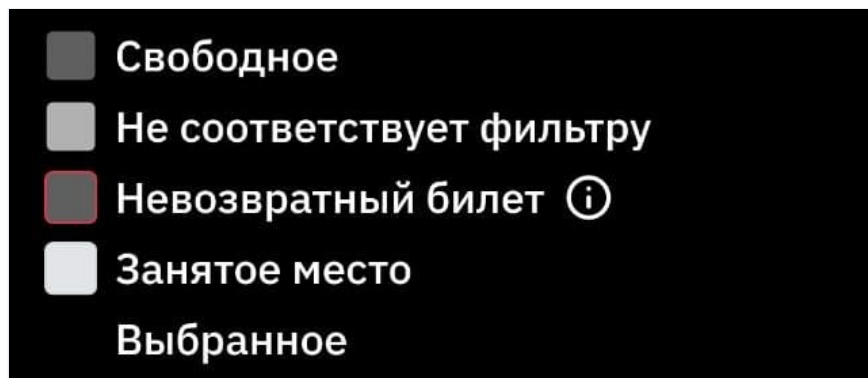 Свободное
Не соответствует фильтру
Невозвратный билет
Занятое место
Выбранное